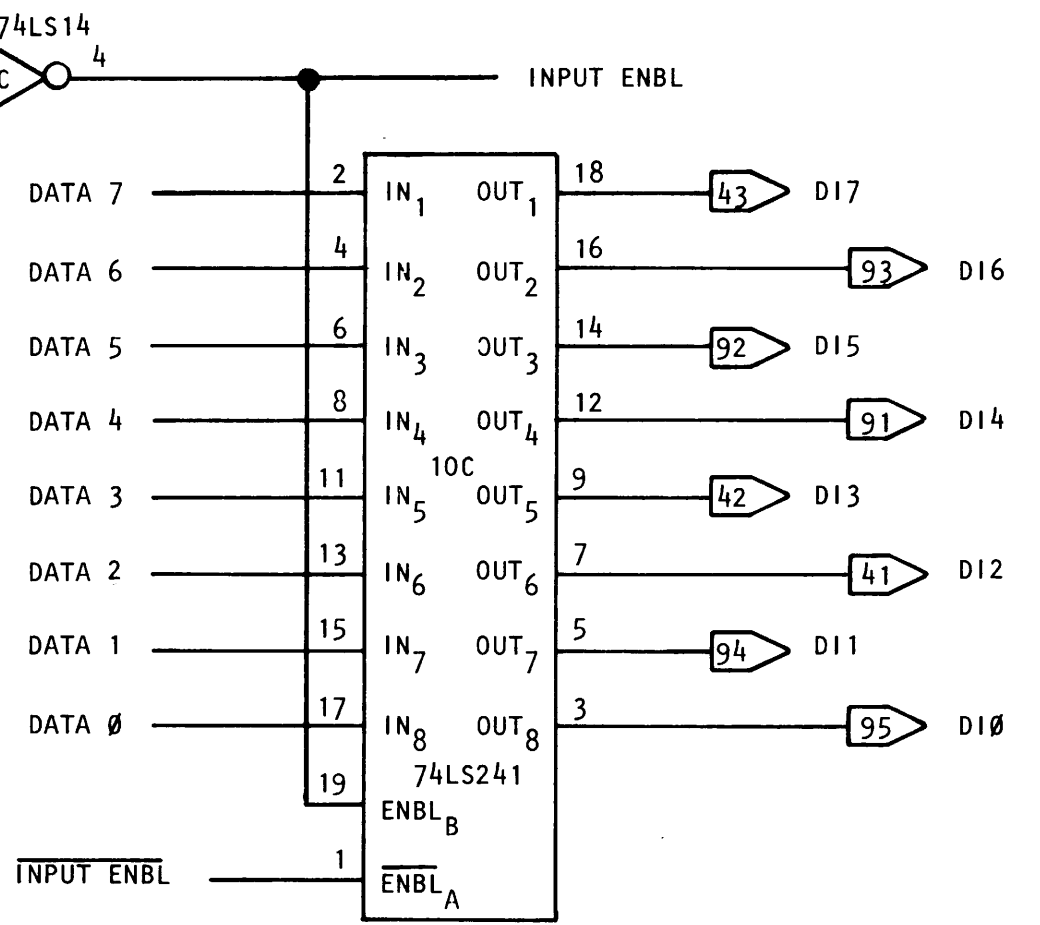 74LS14
C 4 INPUT ENBL
DATA 7 2 IN1 OUT1 18 43 DI7
DATA 6 4 IN2 OUT2 16 93 DI6
DATA 5 6 IN3 OUT3 14 92 DI5
DATA 4 8 IN4 OUT4 12 91 DI4
10C
DATA 3 11 IN5 OUT5 9 42 DI3
DATA 2 13 IN6 OUT6 7 41 DI2
DATA 1 15 IN7 OUT7 5 94 DI1
DATA Ø 17 IN8 OUT8 3 95 DIØ
74LS241
19 ENBLB
INPUT ENBL 1 ENBLA